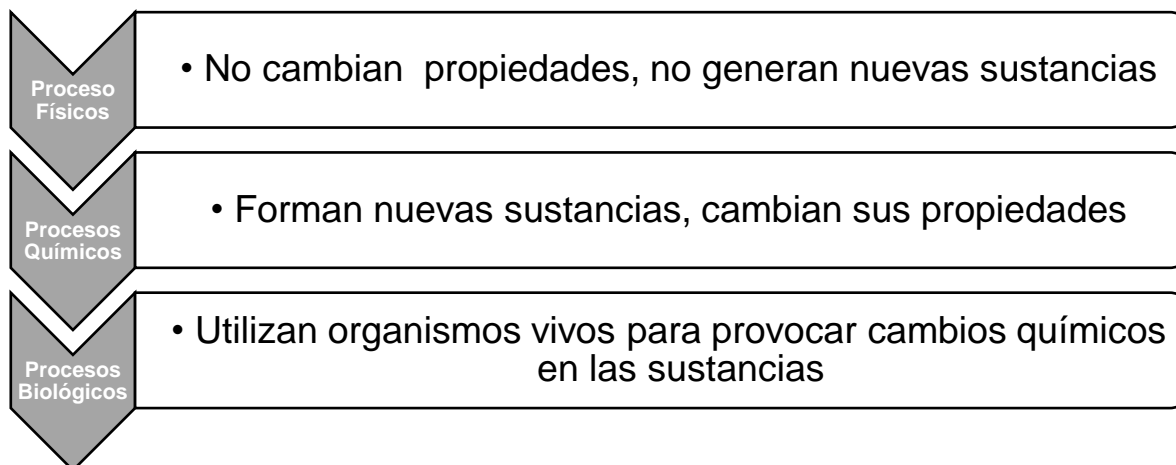 Proceso
Físicos
• No cambian propiedades, no generan nuevas sustancias
Procesos
Químicos
• Forman nuevas sustancias, cambian sus propiedades
Procesos
Biológicos
• Utilizan organismos vivos para provocar cambios químicos
en las sustancias